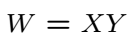 W = XY